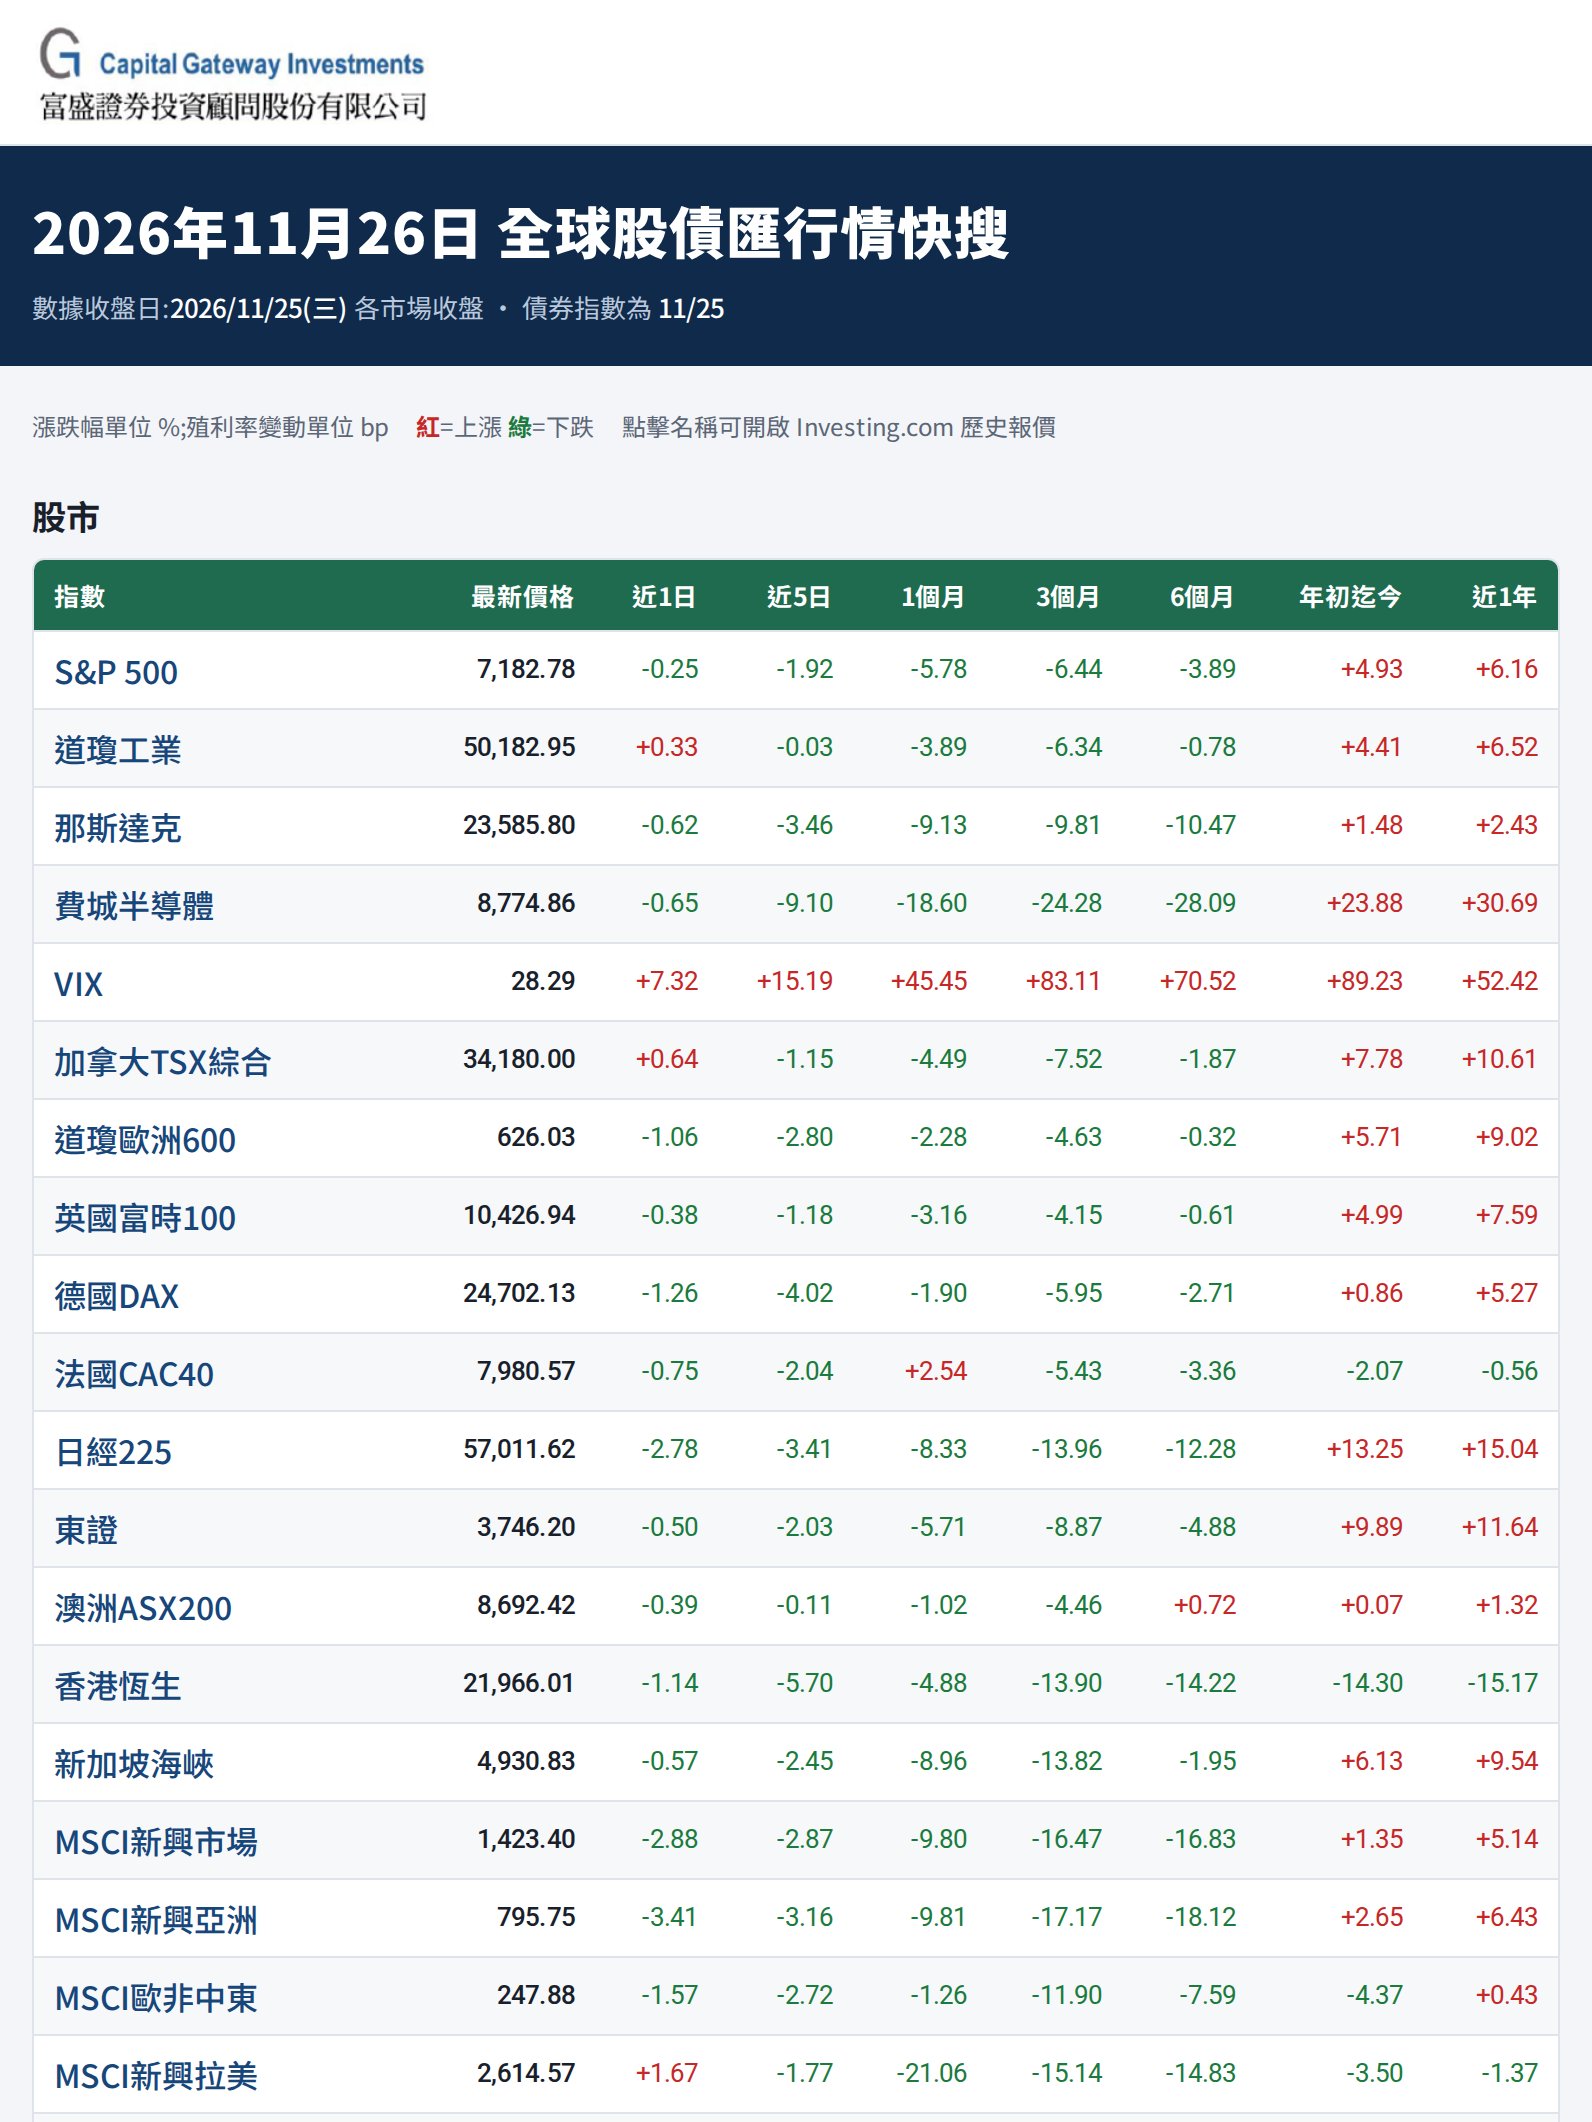 G Capital Gateway Investments
富盛證券投資顧問股份有限公司
2026年11月26日 全球股債匯行情快搜
數據收盤日:2026/11/25(三) 各市場收盤 • 債券指數為 11/25
漲跌幅單位 %;殖利率變動單位 bp 紅=上漲 綠=下跌 點擊名稱可開啟 Investing.com 歷史報價
股市
指數 最新價格 近1日 近5日 1個月 3個月 6個月 年初迄今 近1年
S&P 500 7,182.78 -0.25 -1.92 -5.78 -6.44 -3.89 +4.93 +6.16
道瓊工業 50,182.95 +0.33 -0.03 -3.89 -6.34 -0.78 +4.41 +6.52
那斯達克 23,585.80 -0.62 -3.46 -9.13 -9.81 -10.47 +1.48 +2.43
費城半導體 8,774.86 -0.65 -9.10 -18.60 -24.28 -28.09 +23.88 +30.69
VIX 28.29 +7.32 +15.19 +45.45 +83.11 +70.52 +89.23 +52.42
加拿大TSX綜合 34,180.00 +0.64 -1.15 -4.49 -7.52 -1.87 +7.78 +10.61
道瓊歐洲600 626.03 -1.06 -2.80 -2.28 -4.63 -0.32 +5.71 +9.02
英國富時100 10,426.94 -0.38 -1.18 -3.16 -4.15 -0.61 +4.99 +7.59
德國DAX 24,702.13 -1.26 -4.02 -1.90 -5.95 -2.71 +0.86 +5.27
法國CAC40 7,980.57 -0.75 -2.04 +2.54 -5.43 -3.36 -2.07 -0.56
日經225 57,011.62 -2.78 -3.41 -8.33 -13.96 -12.28 +13.25 +15.04
東證 3,746.20 -0.50 -2.03 -5.71 -8.87 -4.88 +9.89 +11.64
澳洲ASX200 8,692.42 -0.39 -0.11 -1.02 -4.46 +0.72 +0.07 +1.32
香港恆生 21,966.01 -1.14 -5.70 -4.88 -13.90 -14.22 -14.30 -15.17
新加坡海峽 4,930.83 -0.57 -2.45 -8.96 -13.82 -1.95 +6.13 +9.54
MSCI新興市場 1,423.40 -2.88 -2.87 -9.80 -16.47 -16.83 +1.35 +5.14
MSCI新興亞洲 795.75 -3.41 -3.16 -9.81 -17.17 -18.12 +2.65 +6.43
MSCI歐非中東 247.88 -1.57 -2.72 -1.26 -11.90 -7.59 -4.37 +0.43
MSCI新興拉美 2,614.57 +1.67 -1.77 -21.06 -15.14 -14.83 -3.50 -1.37